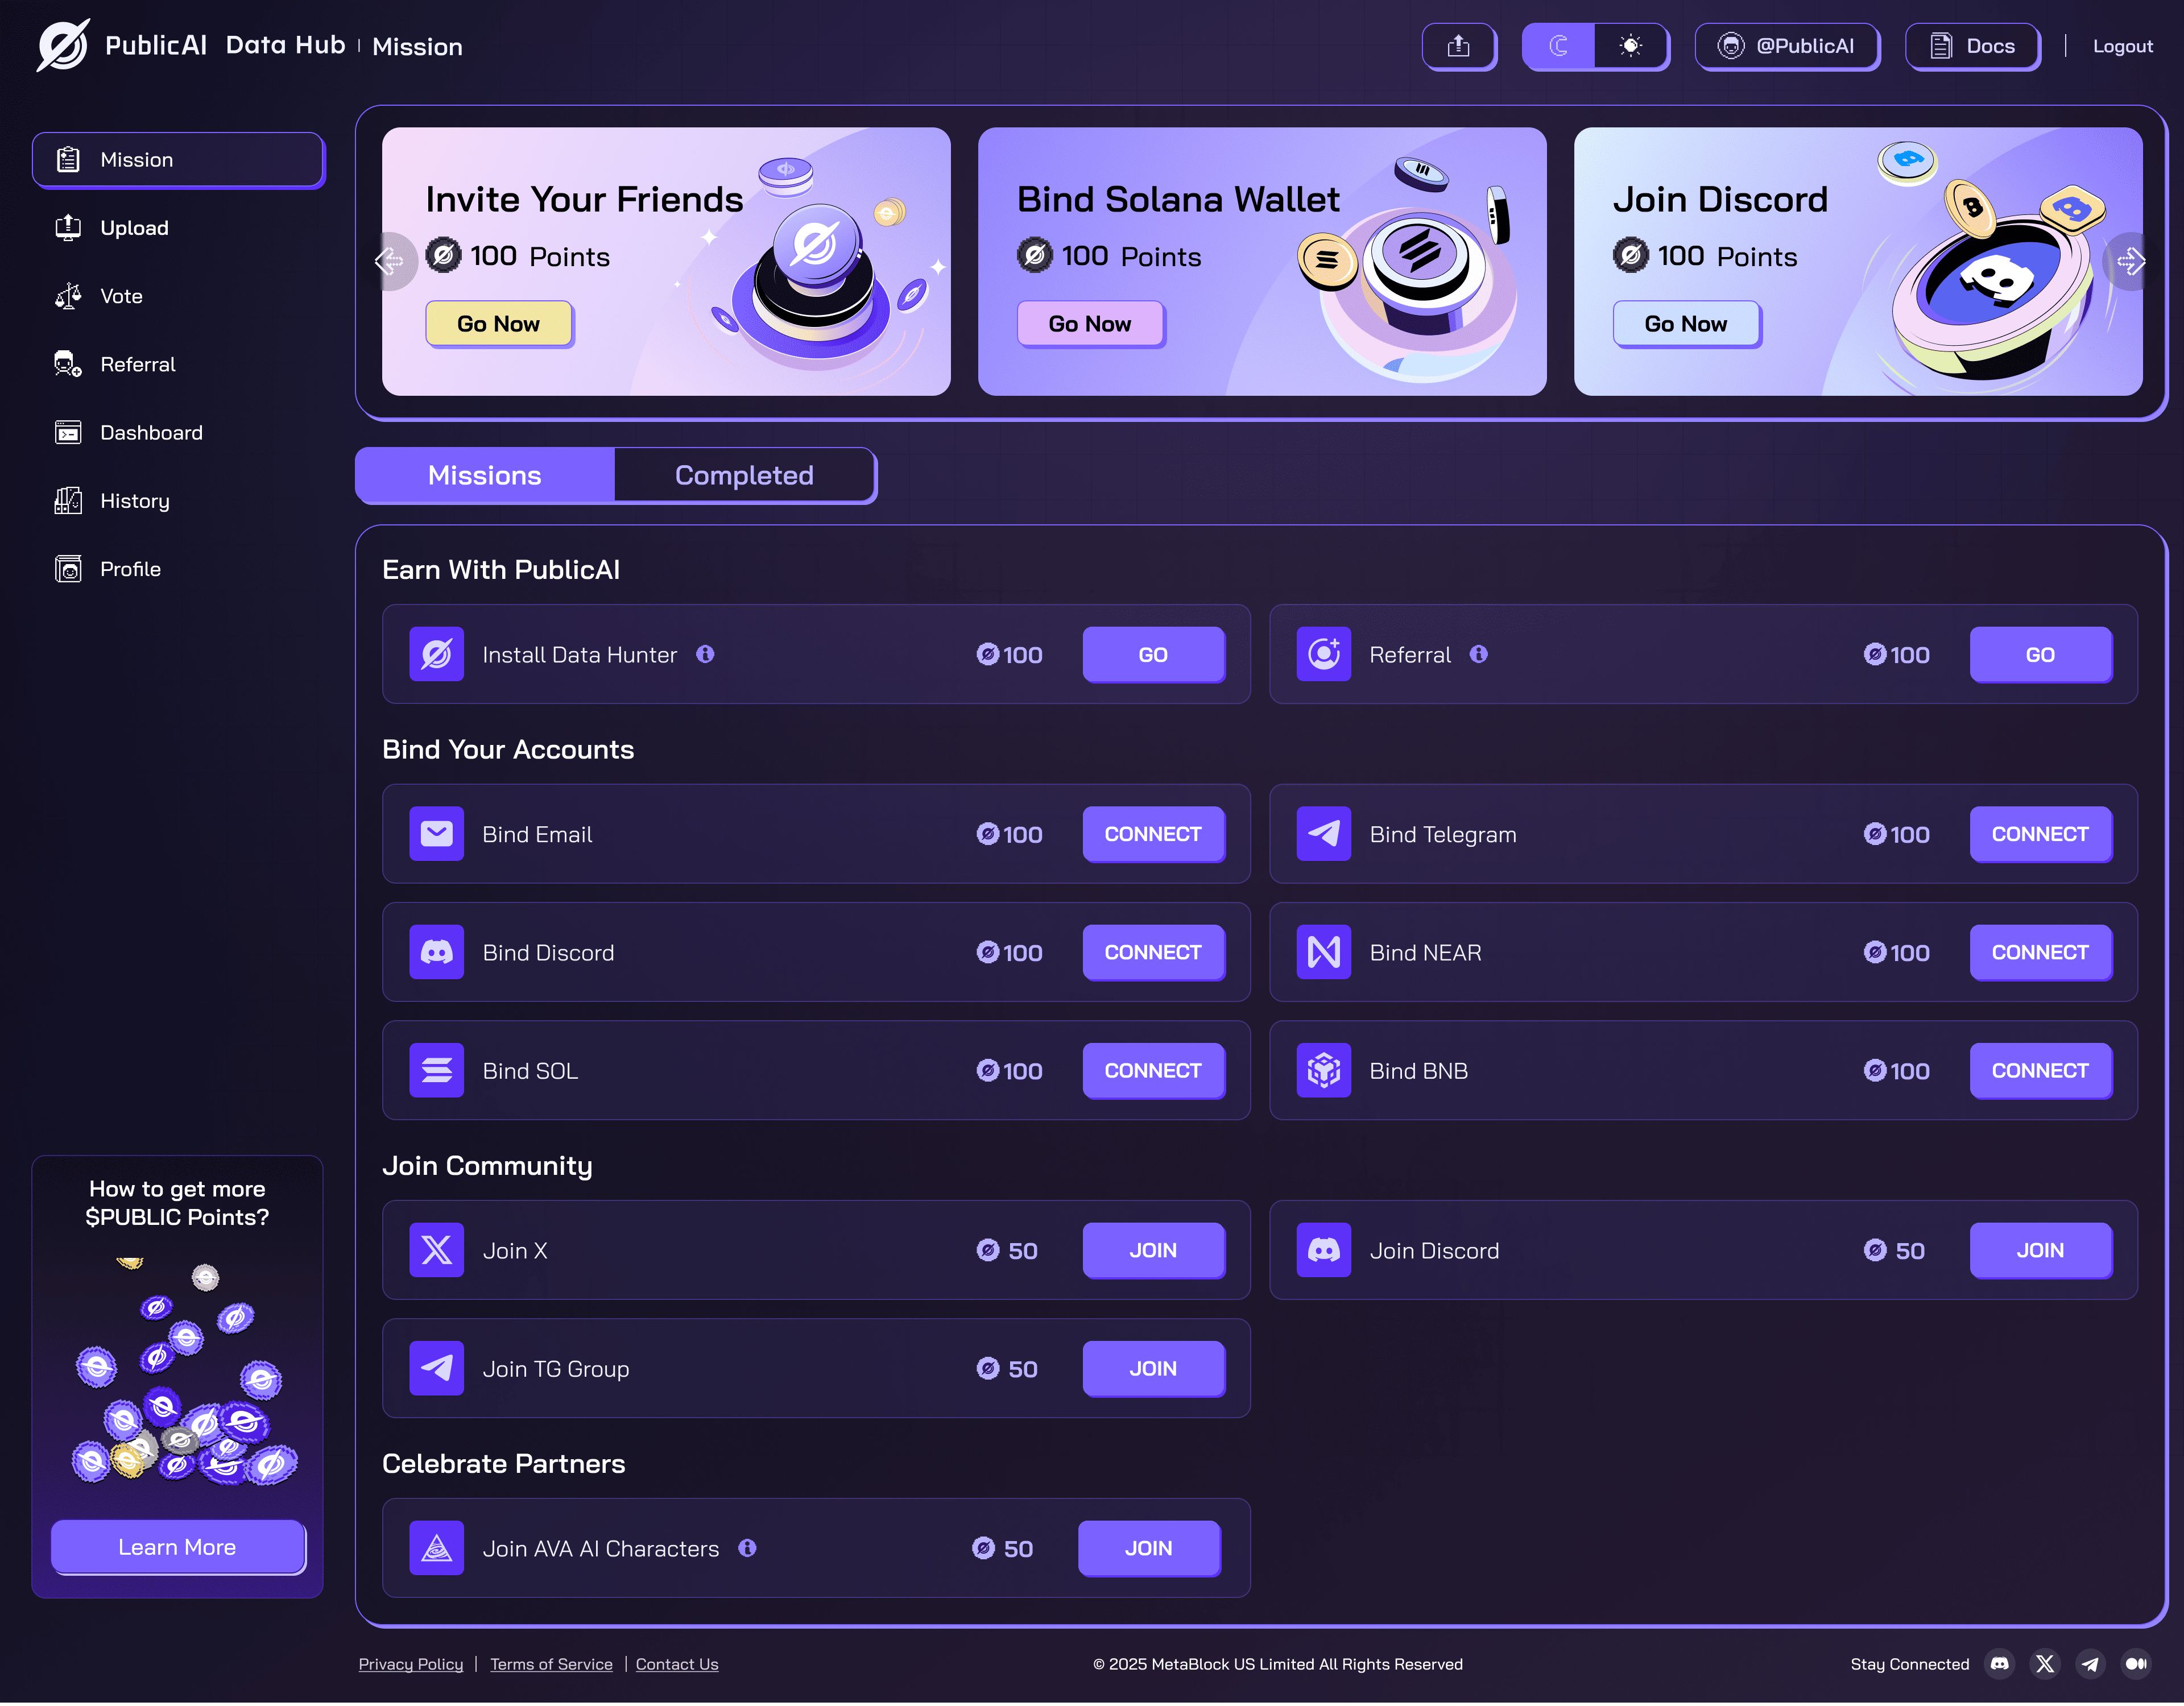 PublicAI Data Hub | Mission
@PublicAI
Docs
Logout
Mission
Upload
Vote
Referral
Dashboard
History
Profile
Invite Your Friends
100 Points
Go Now
Bind Solana Wallet
100 Points
Go Now
Join Discord
100 Points
Go Now
Missions
Completed
Earn With PublicAI
Install Data Hunter 100 GO
Referral 100 GO
Bind Your Accounts
Bind Email 100 CONNECT
Bind Telegram 100 CONNECT
Bind Discord 100 CONNECT
Bind NEAR 100 CONNECT
Bind SOL 100 CONNECT
Bind BNB 100 CONNECT
Join Community
Join X 50 JOIN
Join Discord 50 JOIN
Join TG Group 50 JOIN
Celebrate Partners
Join AVA AI Characters 50 JOIN
How to get more
$PUBLIC Points?
Learn More
Privacy Policy | Terms of Service | Contact Us
© 2025 MetaBlock US Limited All Rights Reserved
Stay Connected